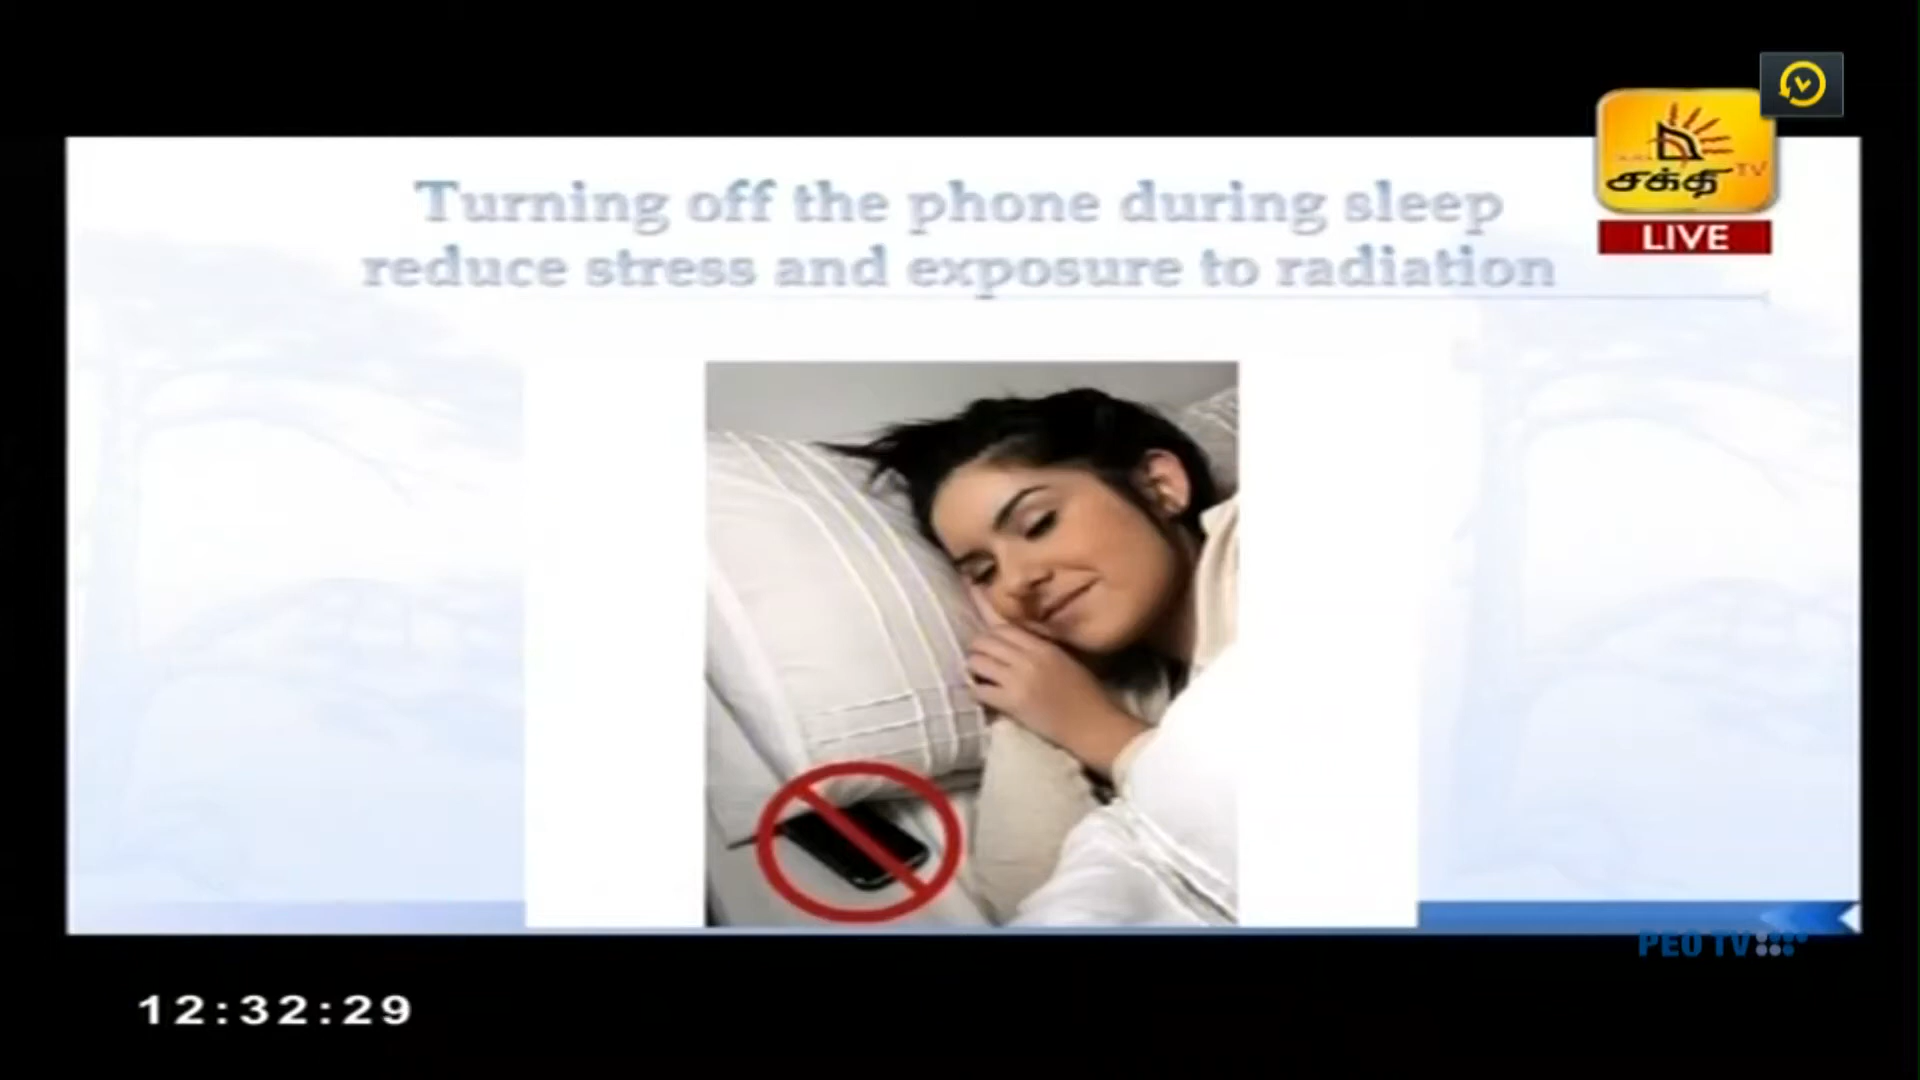 Turning off the phone during sleep
reduce stress and exposure to radiation
சக்தி TV
LIVE
PEO TV
12:32:29